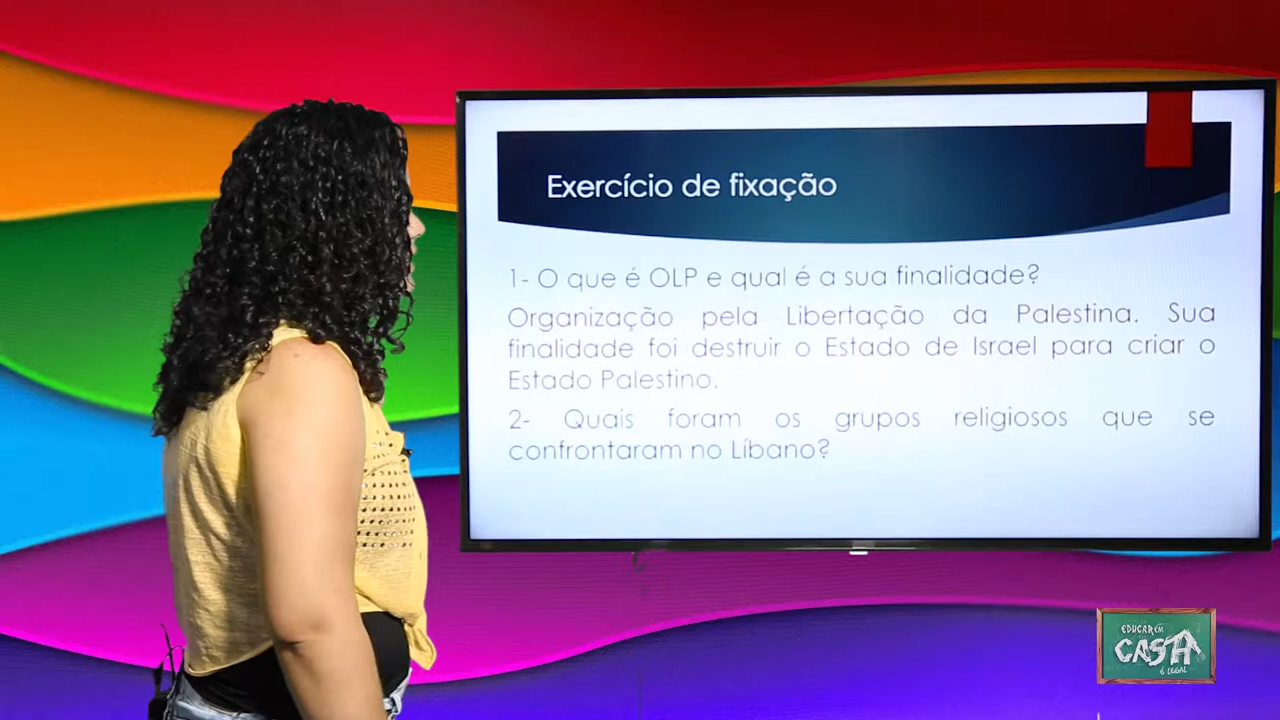 Exercício de fixação
1- O que é OLP e qual é a sua finalidade?
Organização pela Libertação da Palestina. Sua
finalidade foi destruir o Estado de Israel para criar o
Estado Palestino.
2- Quais foram os grupos religiosos que se
confrontaram no Líbano?
EDUCAR EM
CASA
É LEGAL